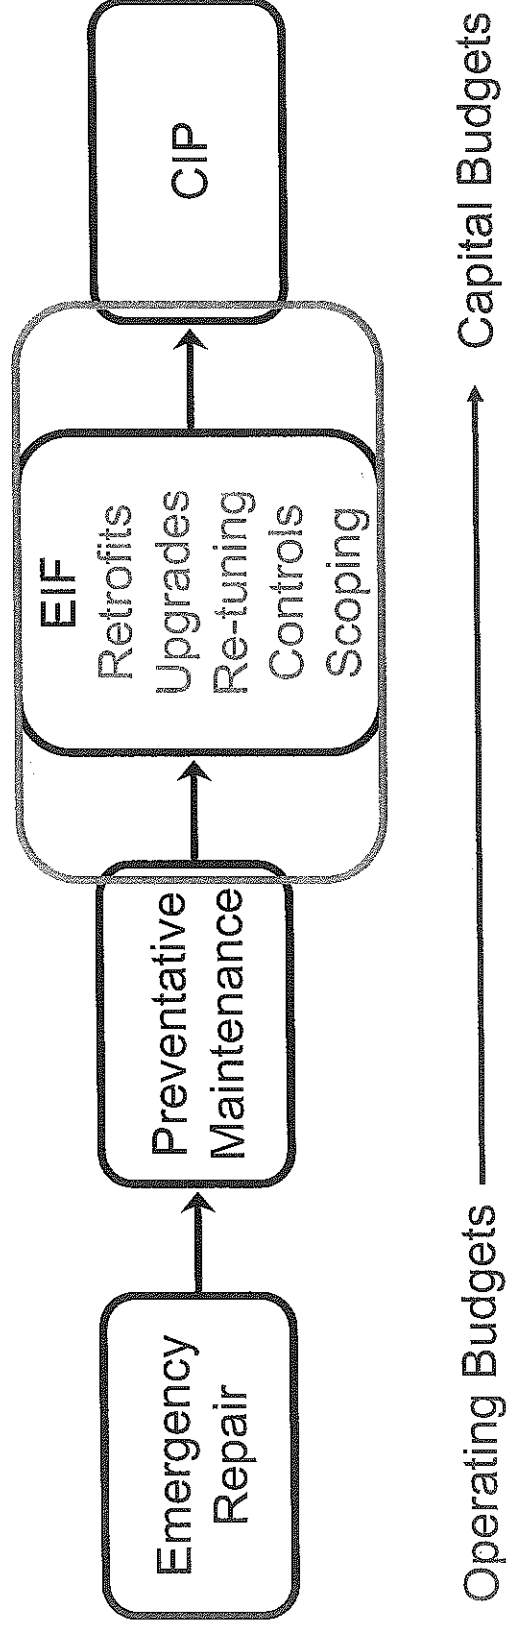 Emergency
Repair
Preventative
Maintenance
EIF
Retrofits
Upgrades
Re-tuning
Controls
Scoping
CIP
Operating Budgets
Capital Budgets